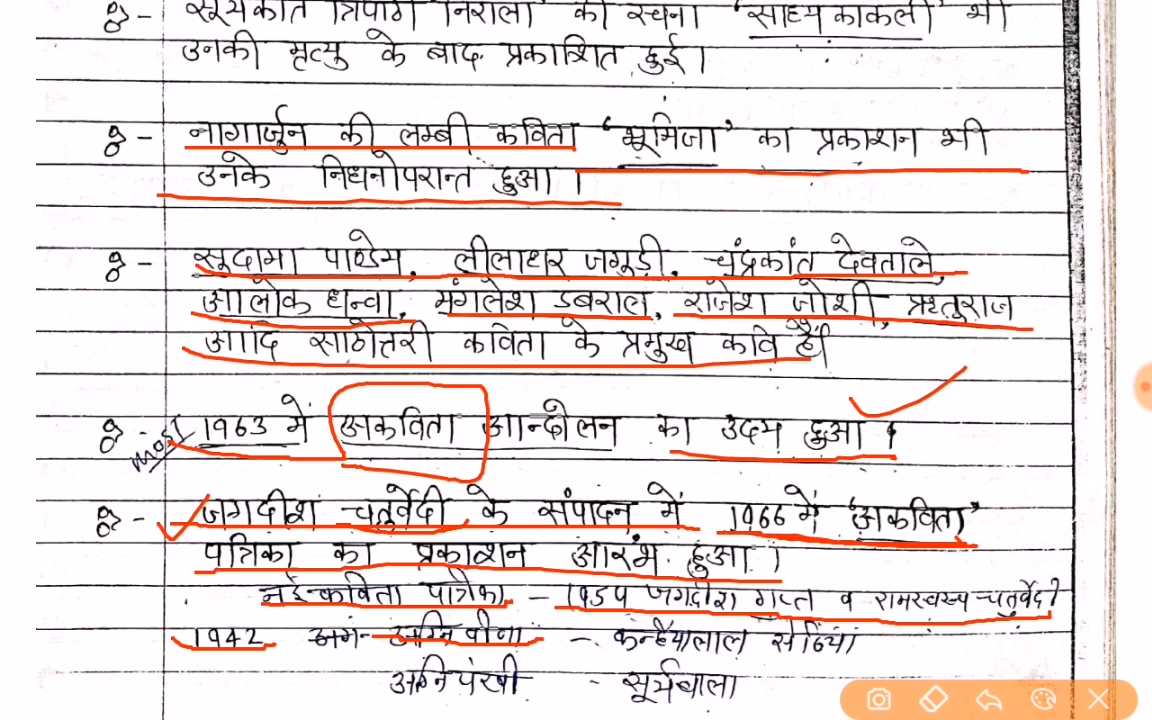 सूर्यकांत त्रिपाठी 'निराला' की रचना 'सांध्य काकली' भी
उनकी मृत्यु के बाद प्रकाशित हुई।
नागार्जुन की लम्बी कविता 'भूमिजा' का प्रकाशन भी
उनके निधनोपरान्त हुआ।
सूदामा पाण्डेय, लीलाधर जगूड़ी, चंद्रकांत देवताले,
आलोक धन्वा, मंगलेश डबराल, राजेश जोशी, ऋतुराज
आदि साठोत्तरी कविता के प्रमुख कवि हैं।
1963 में अकविता आन्दोलन का उदय हुआ।
most
जगदीश चतुर्वेदी के संपादन में 1966 में 'अकविता'
पत्रिका का प्रकाशन आरंभ हुआ।
नई कविता पत्रिका - 1954 जगदीश गुप्त व रामस्वरूप चतुर्वेदी
1942 अग्नि वीणा - कन्हैयालाल सेठिया
अग्नि पंखी - सूर्यबाला